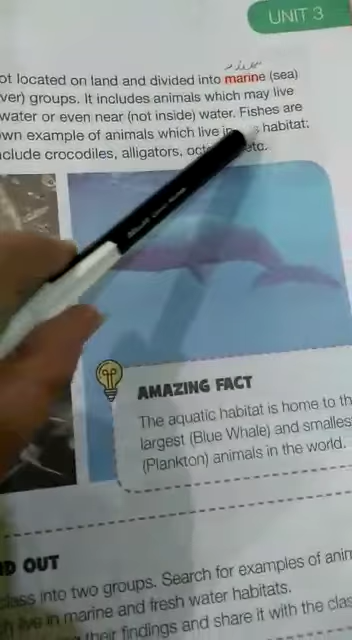 UNIT 3
ot located on land and divided into marine (sea)
ver) groups. It includes animals which may live
water or even near (not inside) water. Fishes are
wn example of animals which live in habitat;
clude crocodiles, alligators, etc.
AMAZING FACT
The aquatic habitat is home to th
largest (Blue Whale) and smalles
(Plankton) animals in the world.
D OUT
class into two groups. Search for examples of anim
h live in marine and fresh water habitats.
their findings and share it with the clas